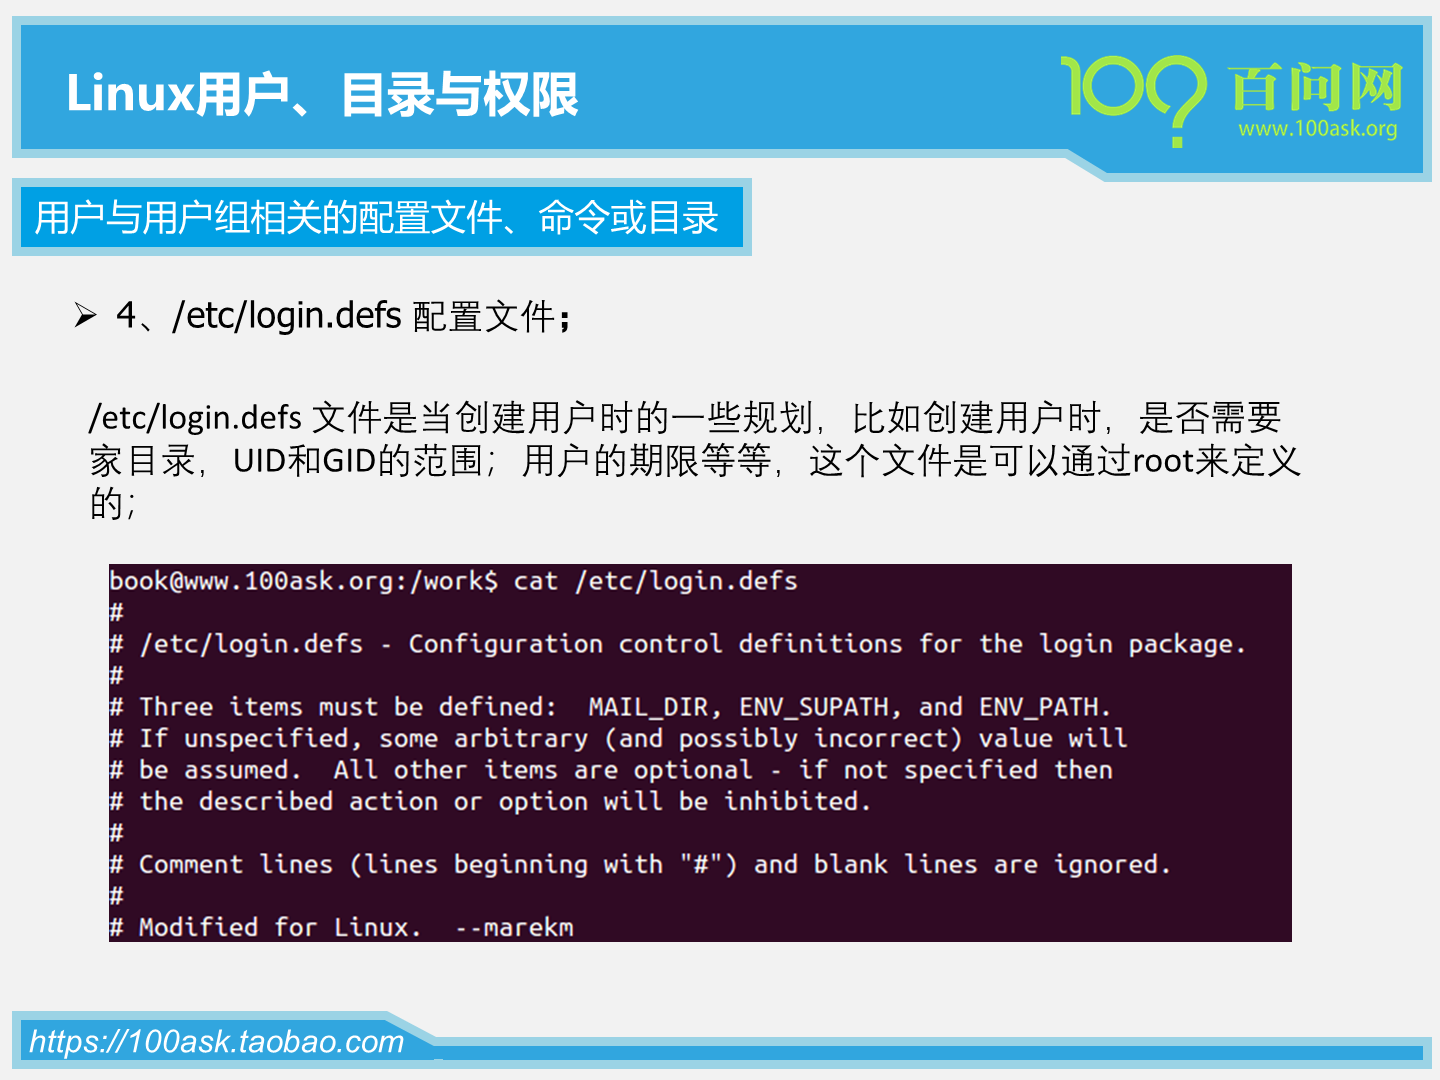 Linux用户、目录与权限
100? 百问网
www.100ask.org
用户与用户组相关的配置文件、命令或目录
➢ 4、/etc/login.defs 配置文件;
/etc/login.defs 文件是当创建用户时的一些规划，比如创建用户时，是否需要
家目录，UID和GID的范围；用户的期限等等，这个文件是可以通过root来定义
的；
book@www.100ask.org:/work$ cat /etc/login.defs
#
# /etc/login.defs - Configuration control definitions for the login package.
#
# Three items must be defined:  MAIL_DIR, ENV_SUPATH, and ENV_PATH.
# If unspecified, some arbitrary (and possibly incorrect) value will
# be assumed.  All other items are optional - if not specified then
# the described action or option will be inhibited.
#
# Comment lines (lines beginning with "#") and blank lines are ignored.
#
# Modified for Linux.  --marekm
https://100ask.taobao.com